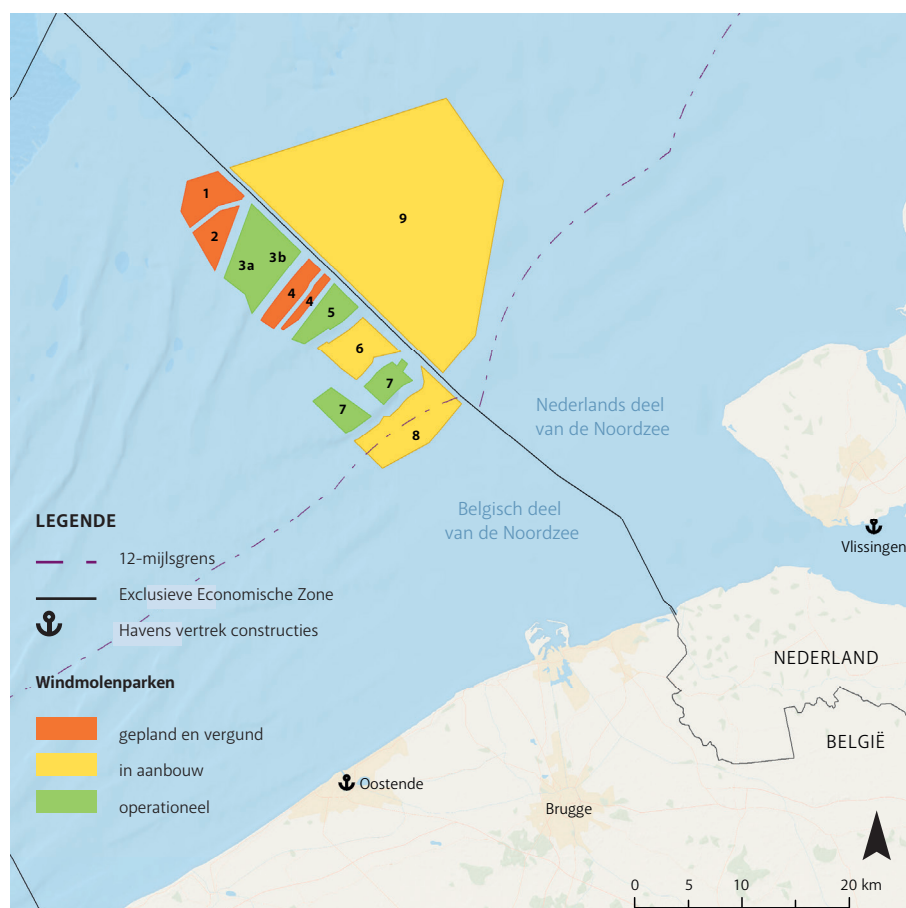 1
2
3a
3b
4
4
5
6
7
7
8
9
Nederlands deel
van de Noordzee
Belgisch deel
van de Noordzee
LEGENDE
12-mijlsgrens
Exclusieve Economische Zone
Havens vertrek constructies
Windmolenparken
gepland en vergund
in aanbouw
operationeel
Vlissingen
NEDERLAND
BELGIË
Oostende
Brugge
0 5 10 20 km